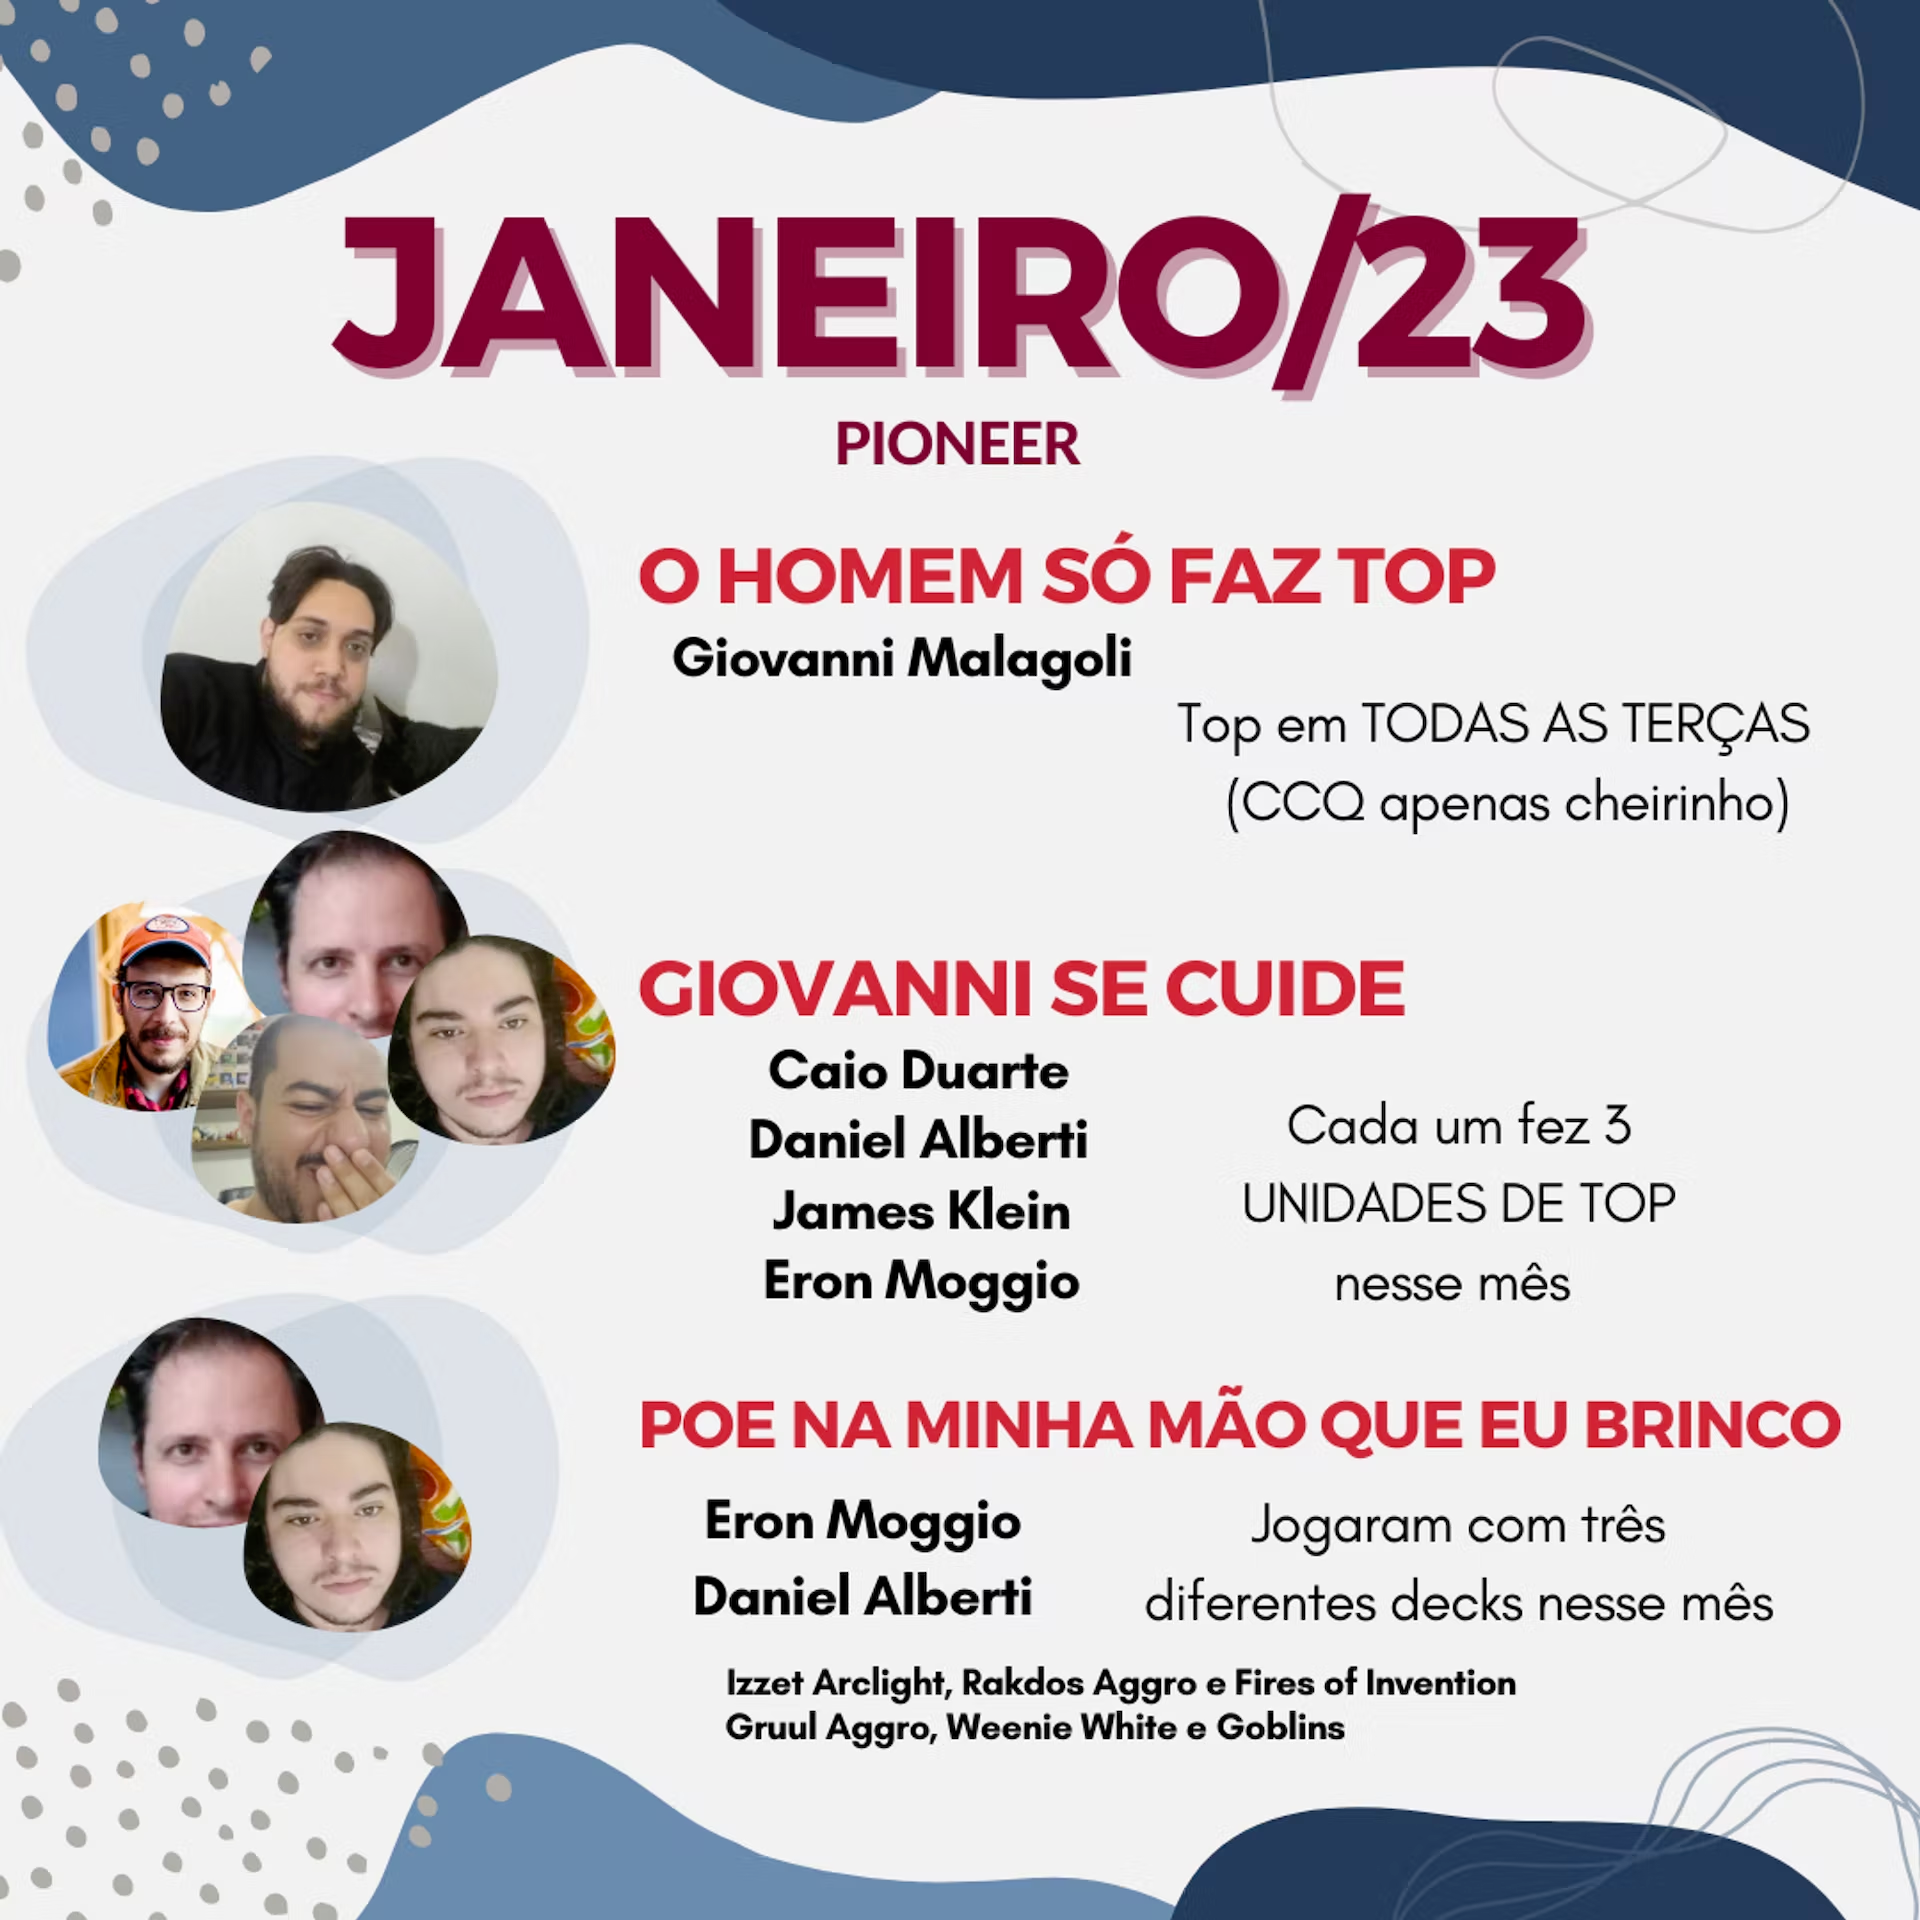 JANEIRO/23
PIONEER
O HOMEM SÓ FAZ TOP
Giovanni Malagoli
Top em TODAS AS TERÇAS
(CCQ apenas cheirinho)
GIOVANNI SE CUIDE
Caio Duarte
Daniel Alberti
James Klein
Eron Moggio
Cada um fez 3
UNIDADES DE TOP
nesse mês
POE NA MINHA MÃO QUE EU BRINCO
Eron Moggio
Daniel Alberti
Jogaram com três
diferentes decks nesse mês
Izzet Arclight, Rakdos Aggro e Fires of Invention
Gruul Aggro, Weenie White e Goblins